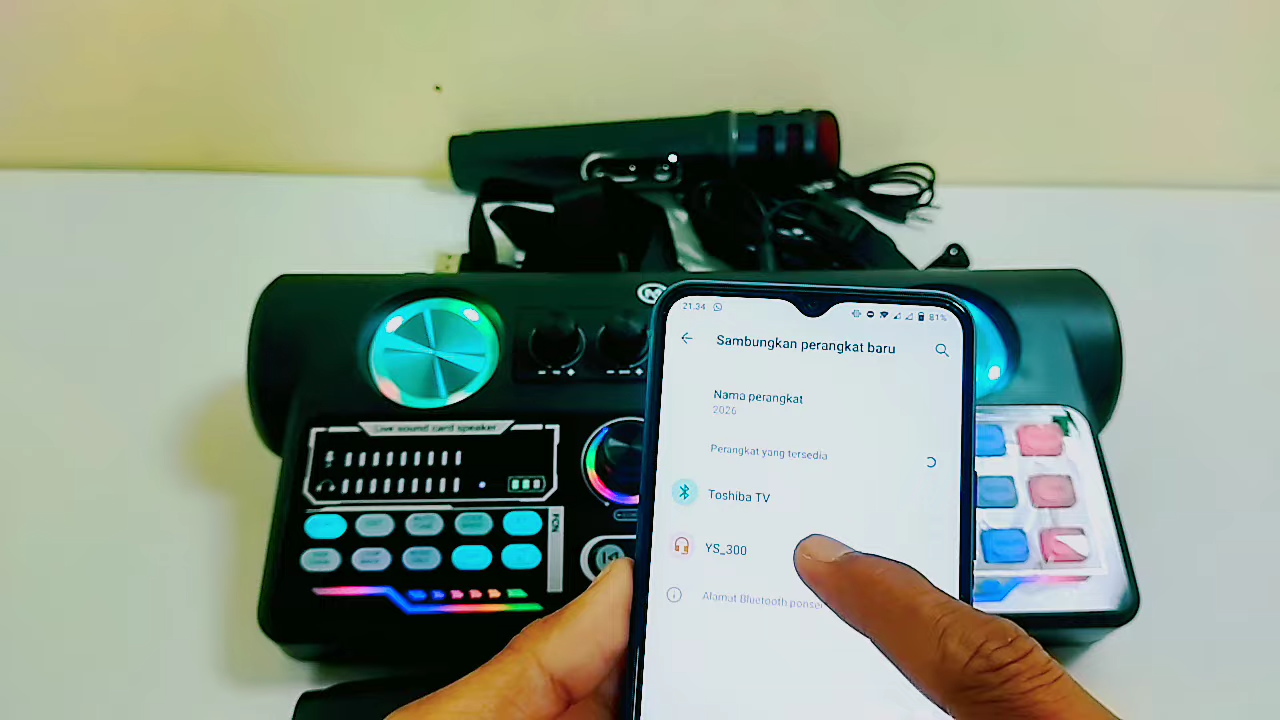 21.34
81%
Sambungkan perangkat baru
Nama perangkat
2026
Perangkat yang tersedia
Toshiba TV
YS_300
Alamat Bluetooth ponsel
Live sound card speaker